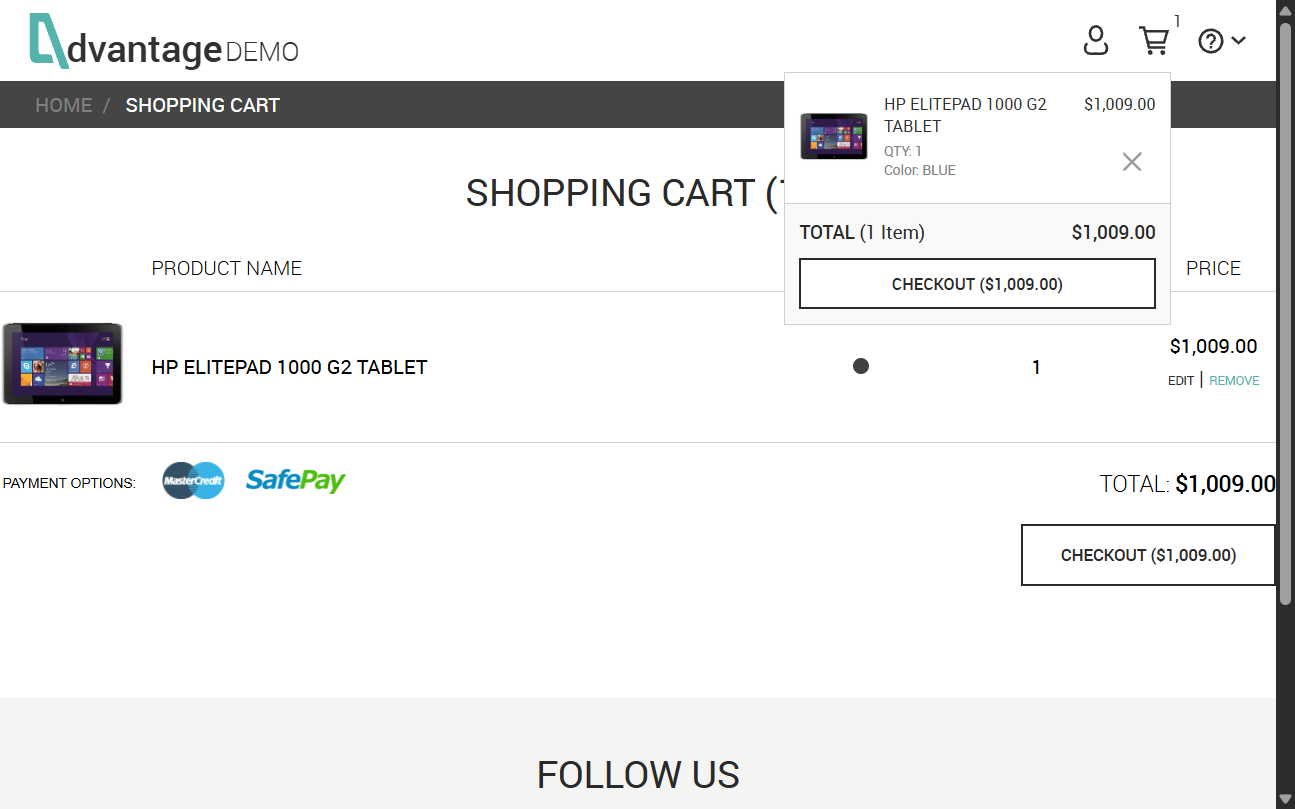 dvantage DEMO
1
HOME / SHOPPING CART
HP ELITEPAD 1000 G2
TABLET
$1,009.00
QTY: 1
Color: BLUE
TOTAL (1 Item)
$1,009.00
CHECKOUT ($1,009.00)
SHOPPING CART (
PRODUCT NAME
PRICE
HP ELITEPAD 1000 G2 TABLET
1
$1,009.00
EDIT | REMOVE
PAYMENT OPTIONS:
MasterCredit
SafePay
TOTAL: $1,009.00
CHECKOUT ($1,009.00)
FOLLOW US